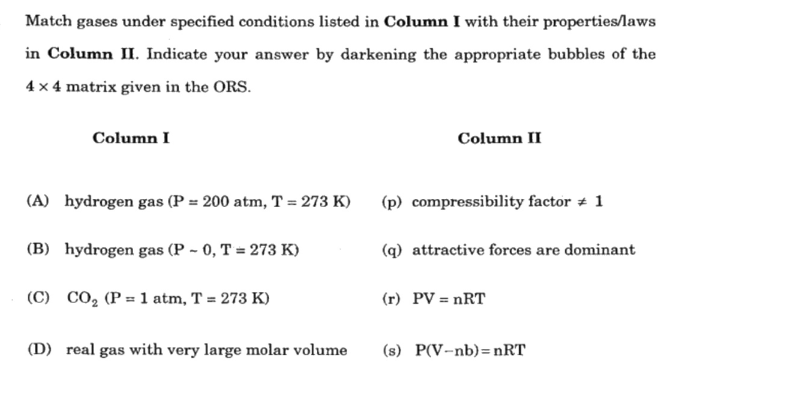 Match gases under specified conditions listed in Column I with their properties/laws
in Column II. Indicate your answer by darkening the appropriate bubbles of the
4 × 4 matrix given in the ORS.
Column I Column II
(A) hydrogen gas (P = 200 atm, T = 273 K) (p) compressibility factor ≠ 1
(B) hydrogen gas (P ~ 0, T = 273 K) (q) attractive forces are dominant
(C) CO₂ (P = 1 atm, T = 273 K) (r) PV = nRT
(D) real gas with very large molar volume (s) P(V–nb) = nRT